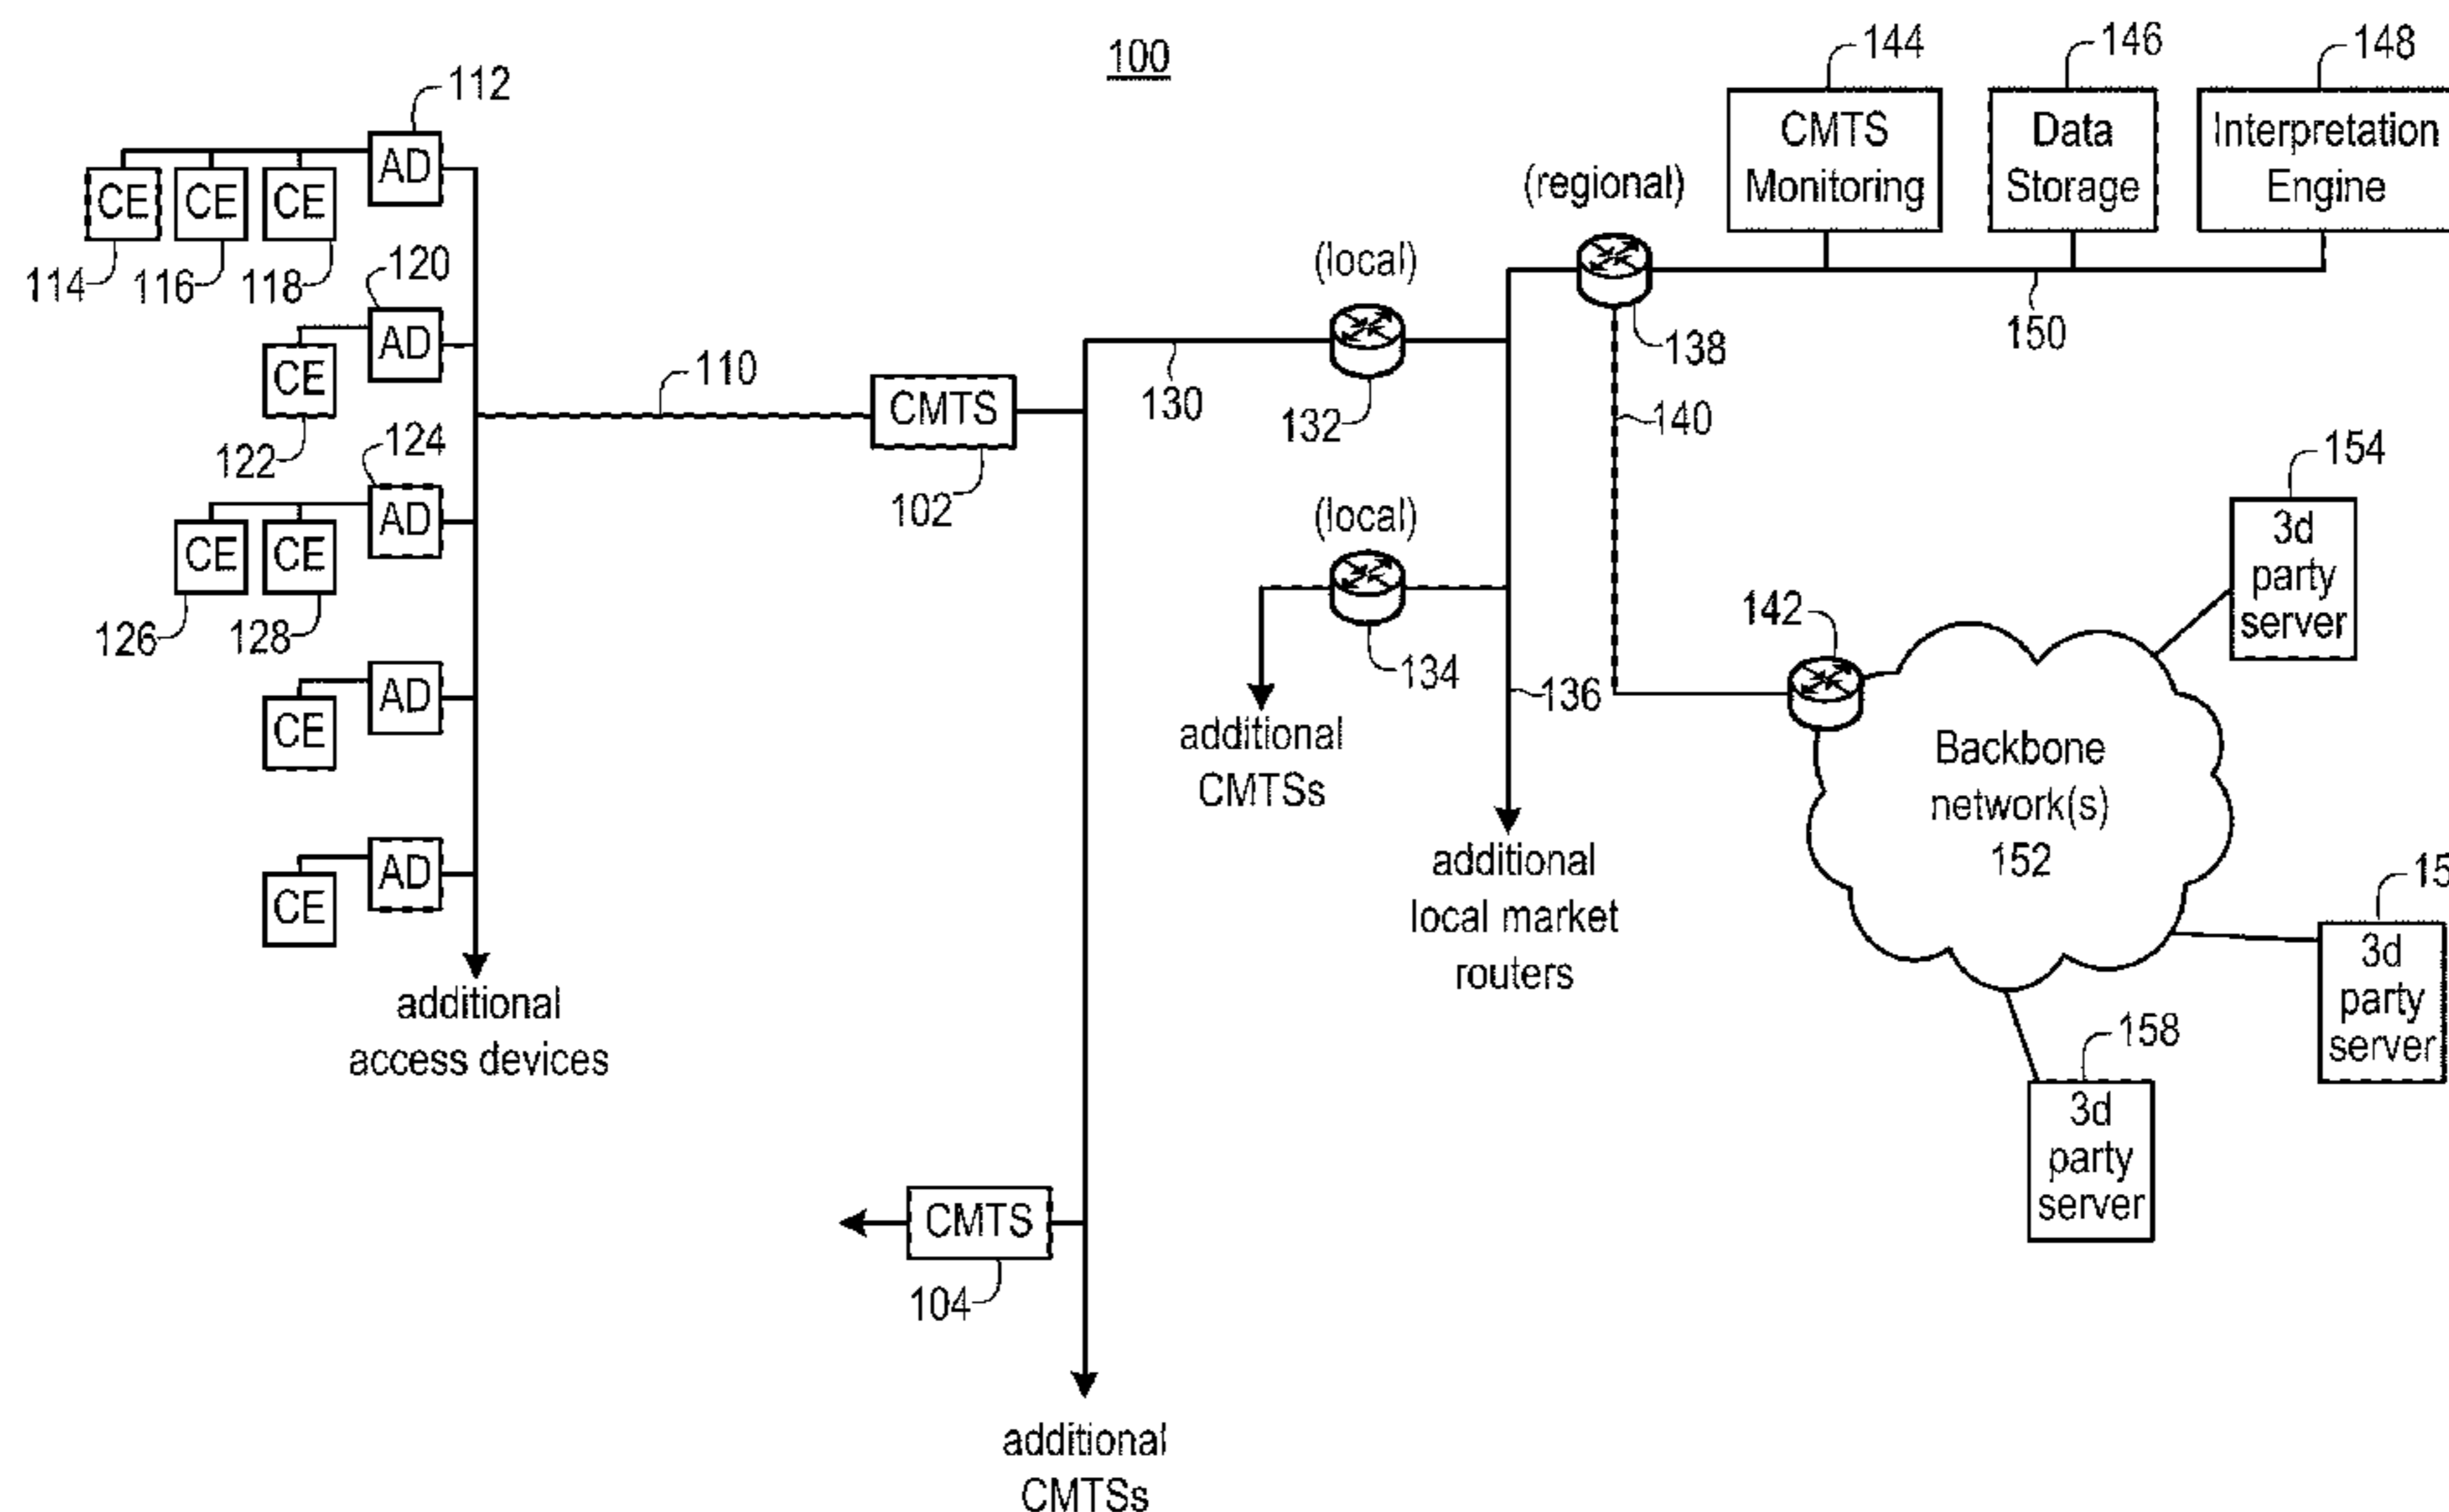 100
112
AD
CE
CE
CE
114
116
118
120
AD
CE
122
124
AD
CE
CE
126
128
AD
CE
AD
CE
additional
access devices
110
CMTS
102
CMTS
104
additional
CMTSs
130
(local)
132
(local)
134
additional
CMTSs
136
additional
local market
routers
(regional)
138
140
144
CMTS
Monitoring
146
Data
Storage
148
Interpretation
Engine
150
142
Backbone
network(s)
152
154
3d
party
server
3d
party
server
158
3d
party
server